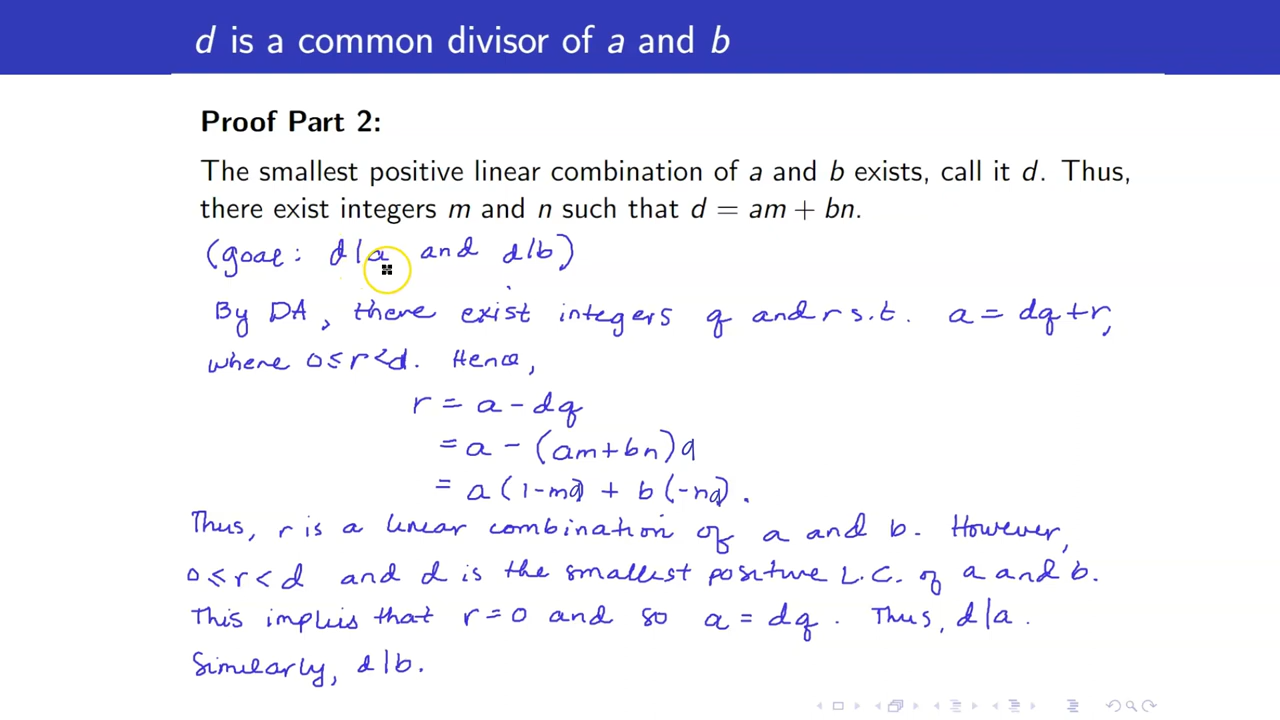 d is a common divisor of a and b
Proof Part 2:
The smallest positive linear combination of a and b exists, call it d. Thus,
there exist integers m and n such that d = am + bn.
(goal: d|a and d|b)
By DA, there exist integers q and r s.t. a = dq+r,
where 0≤r<d. Hence,
r = a - dq
= a - (am+bn)q
= a(1-mq) + b(-nq).
Thus, r is a linear combination of a and b. However,
0≤r<d and d is the smallest positive L.C. of a and b.
This implies that r=0 and so a = dq. Thus, d|a.
Similarly, d|b.